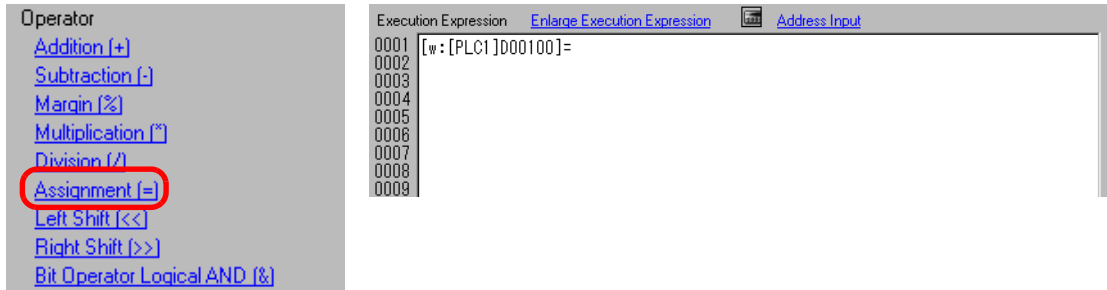 Operator
Addition (+)
Subtraction (-)
Margin (%)
Multiplication (*)
Division (/)
Assignment (=)
Left Shift (<<)
Right Shift (>>)
Bit Operator Logical AND (&)
Execution Expression Enlarge Execution Expression Address Input
0001 [w:[PLC1]D00100]=
0002
0003
0004
0005
0006
0007
0008
0009